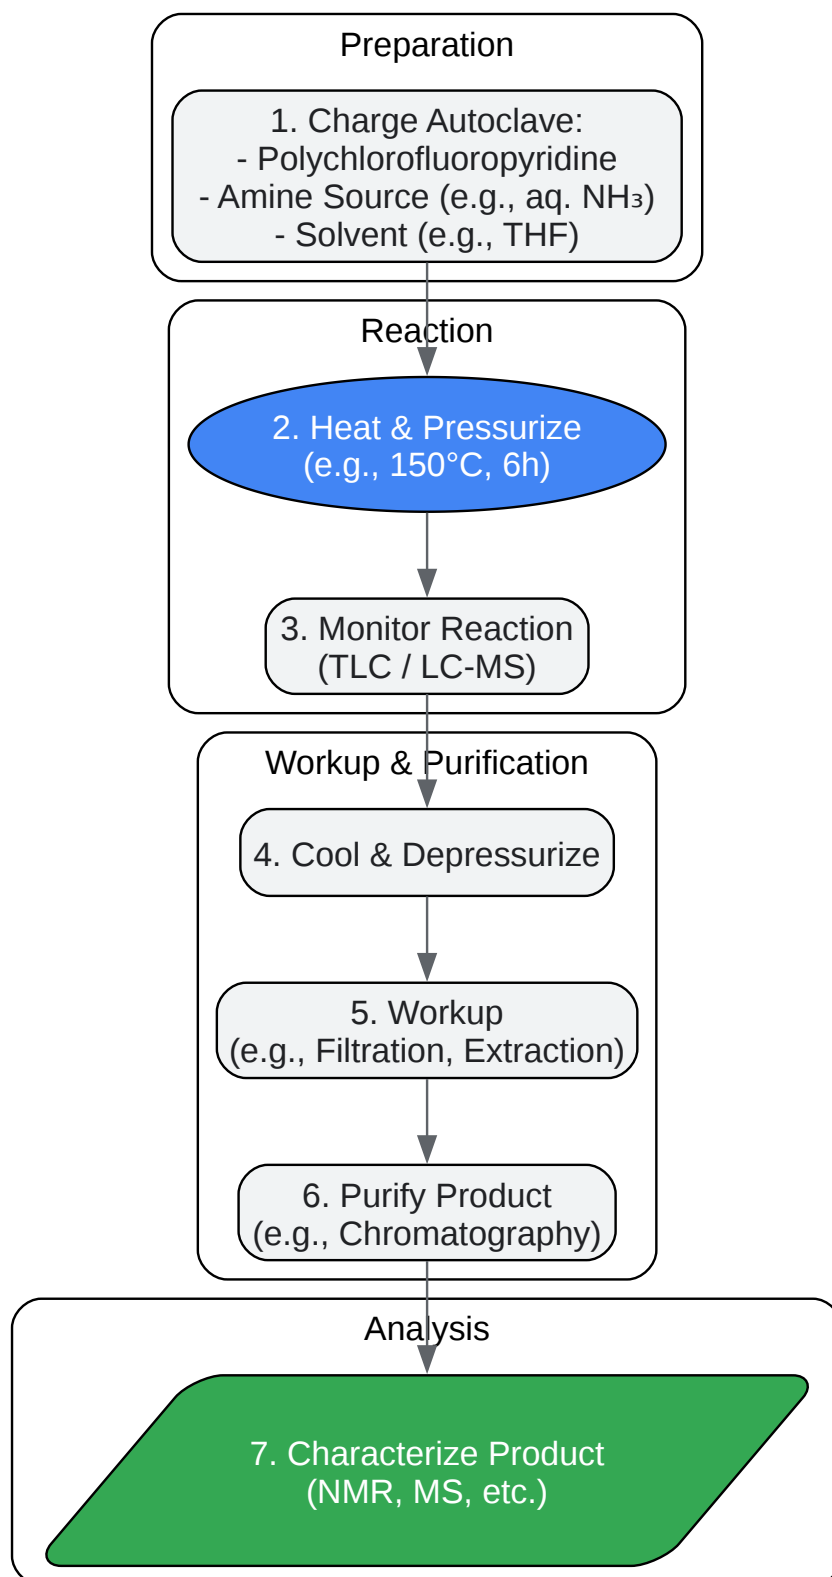 Preparation
1. Charge Autoclave:
- Polychlorofluoropyridine
- Amine Source (e.g., aq. NH₃)
- Solvent (e.g., THF)
Reaction
2. Heat & Pressurize
(e.g., 150°C, 6h)
3. Monitor Reaction
(TLC / LC-MS)
Workup & Purification
4. Cool & Depressurize
5. Workup
(e.g., Filtration, Extraction)
6. Purify Product
(e.g., Chromatography)
Analysis
7. Characterize Product
(NMR, MS, etc.)